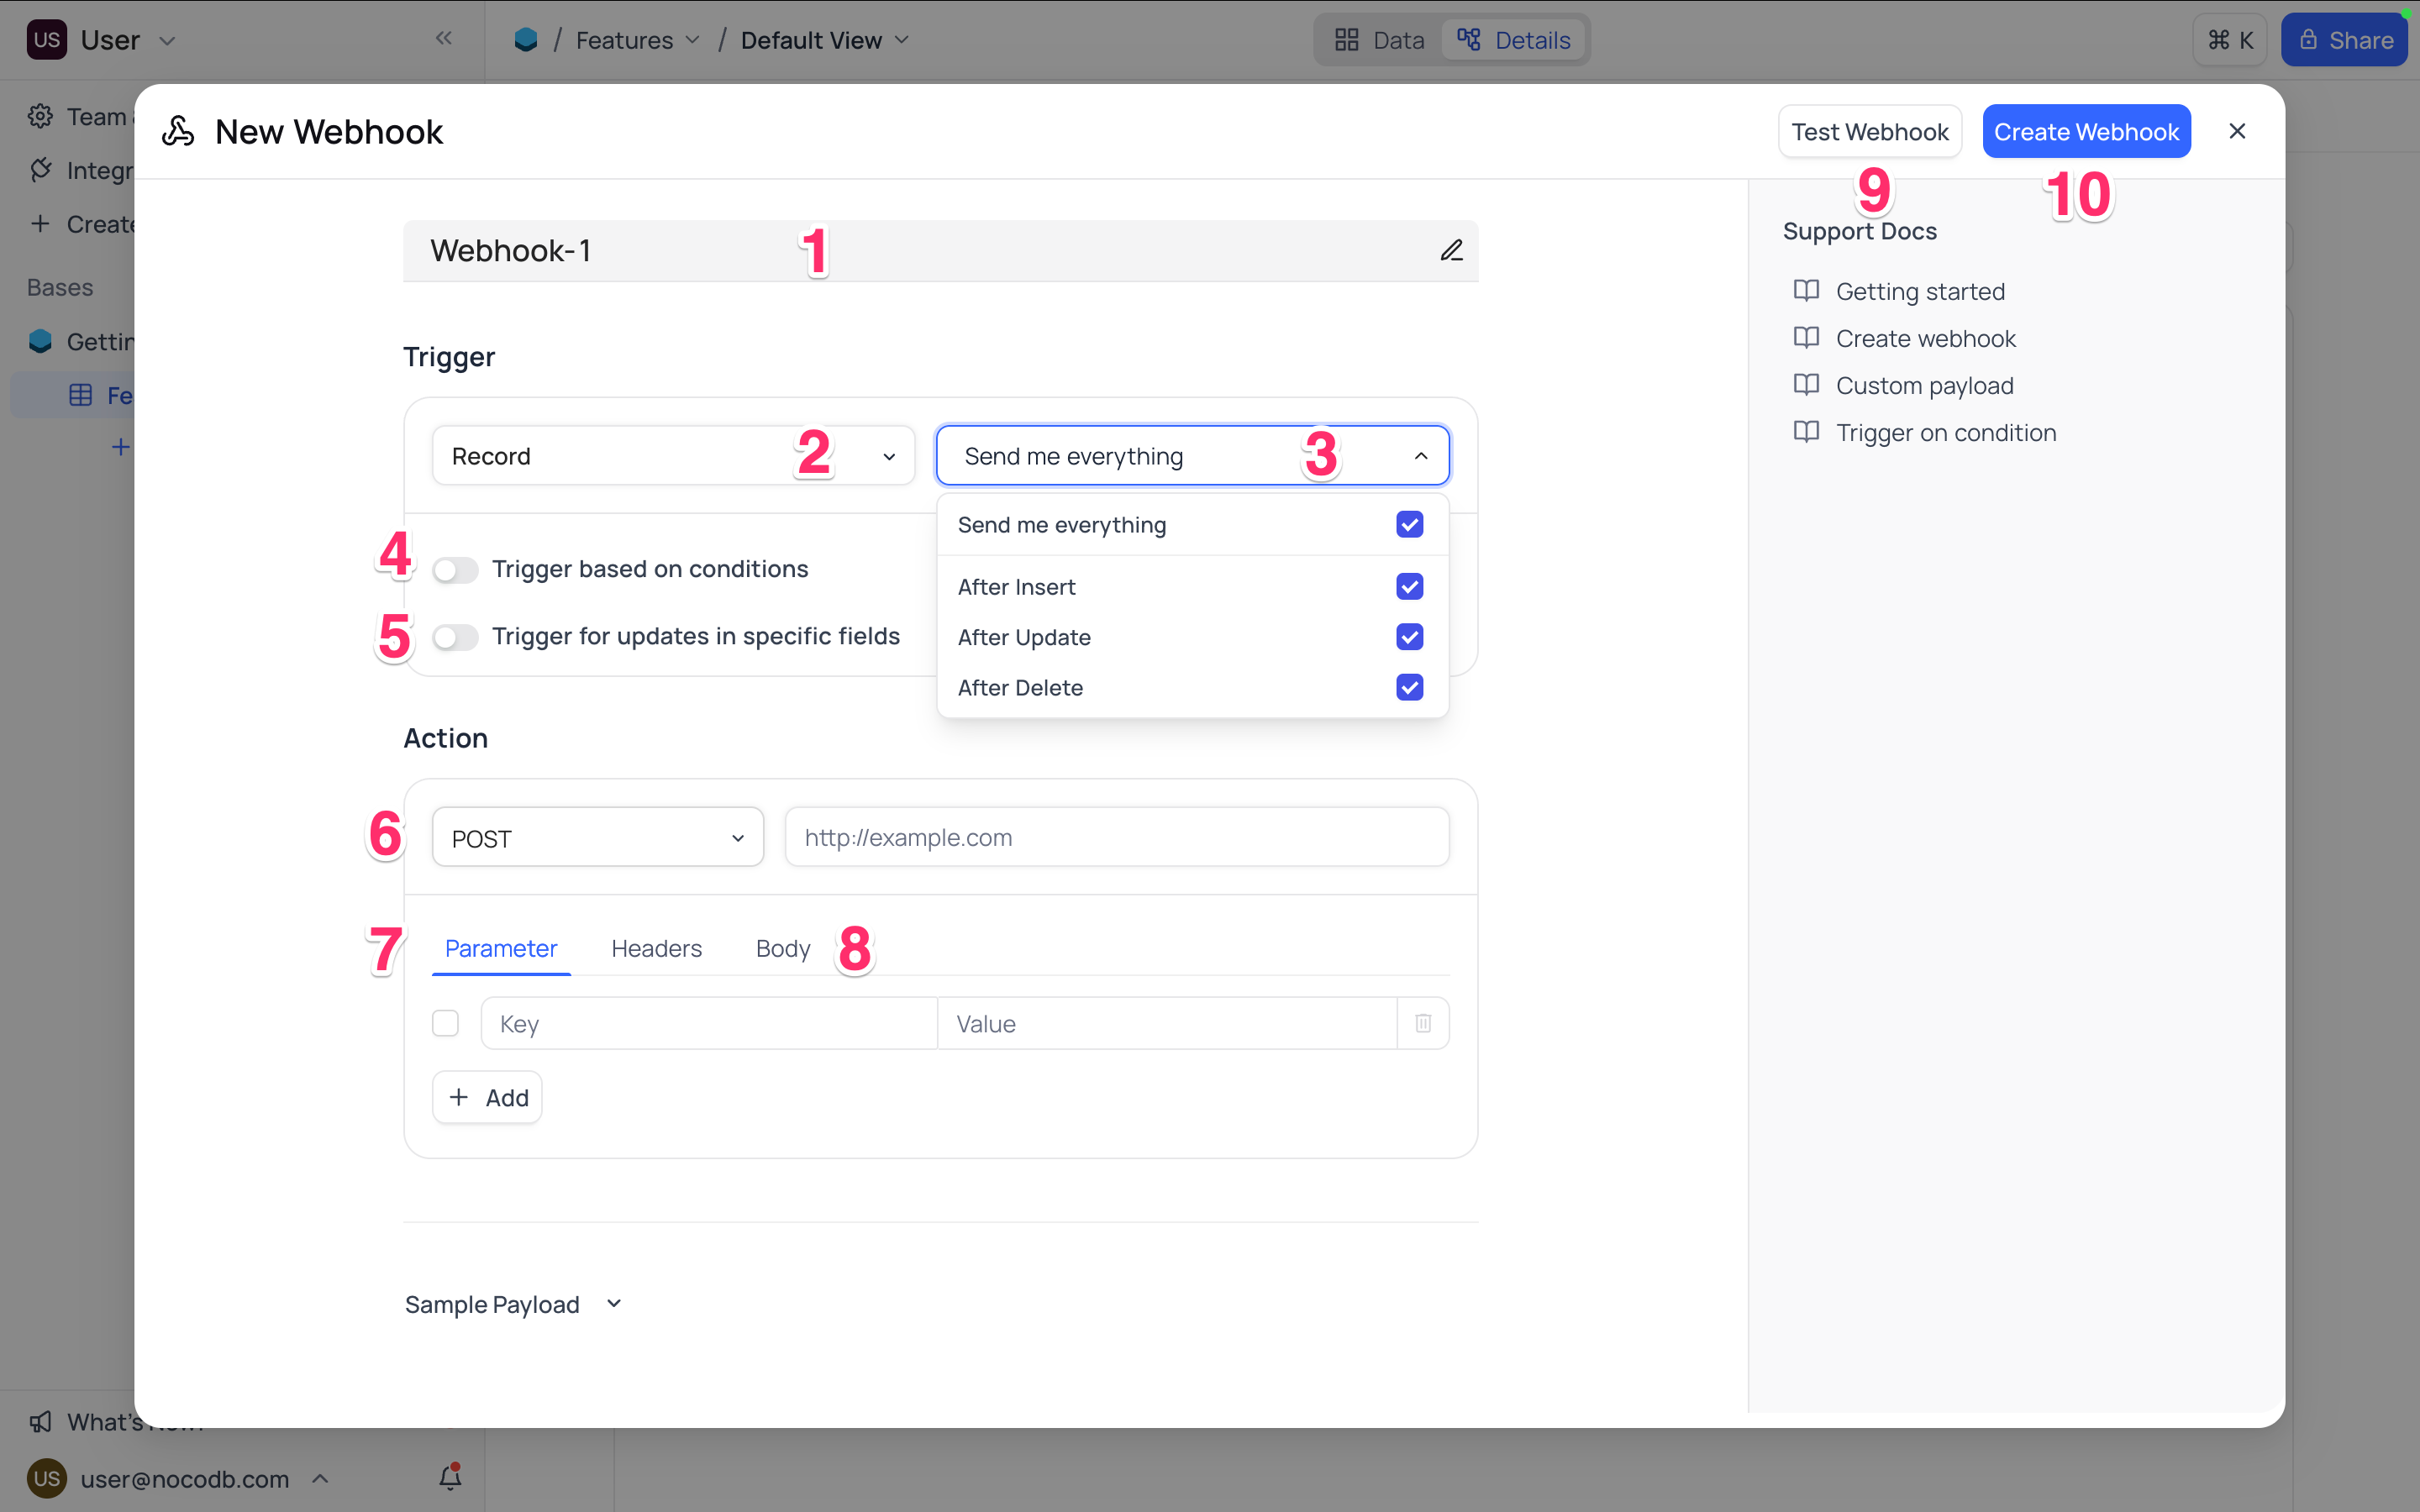 US User
/ Features / Default View
Data Details
⌘ K
Share
Team
Integr
Create
Bases
Gettin
Fe
New Webhook
Test Webhook
Create Webhook
9
10
Webhook-1
1
Trigger
Record
2
Send me everything
3
Send me everything
After Insert
After Update
After Delete
4
Trigger based on conditions
5
Trigger for updates in specific fields
Action
6
POST
http://example.com
7
Parameter Headers Body
8
Key Value
+ Add
Sample Payload
Support Docs
Getting started
Create webhook
Custom payload
Trigger on condition
What's
US user@nocodb.com